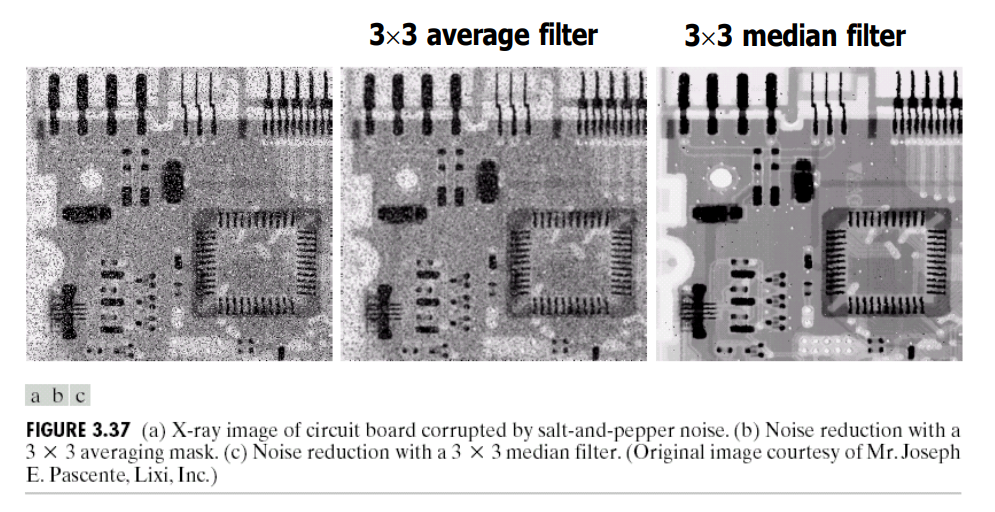 3×3 average filter
3×3 median filter
a b c
FIGURE 3.37 (a) X-ray image of circuit board corrupted by salt-and-pepper noise. (b) Noise reduction with a
3 × 3 averaging mask. (c) Noise reduction with a 3 × 3 median filter. (Original image courtesy of Mr. Joseph
E. Pascente, Lixi, Inc.)